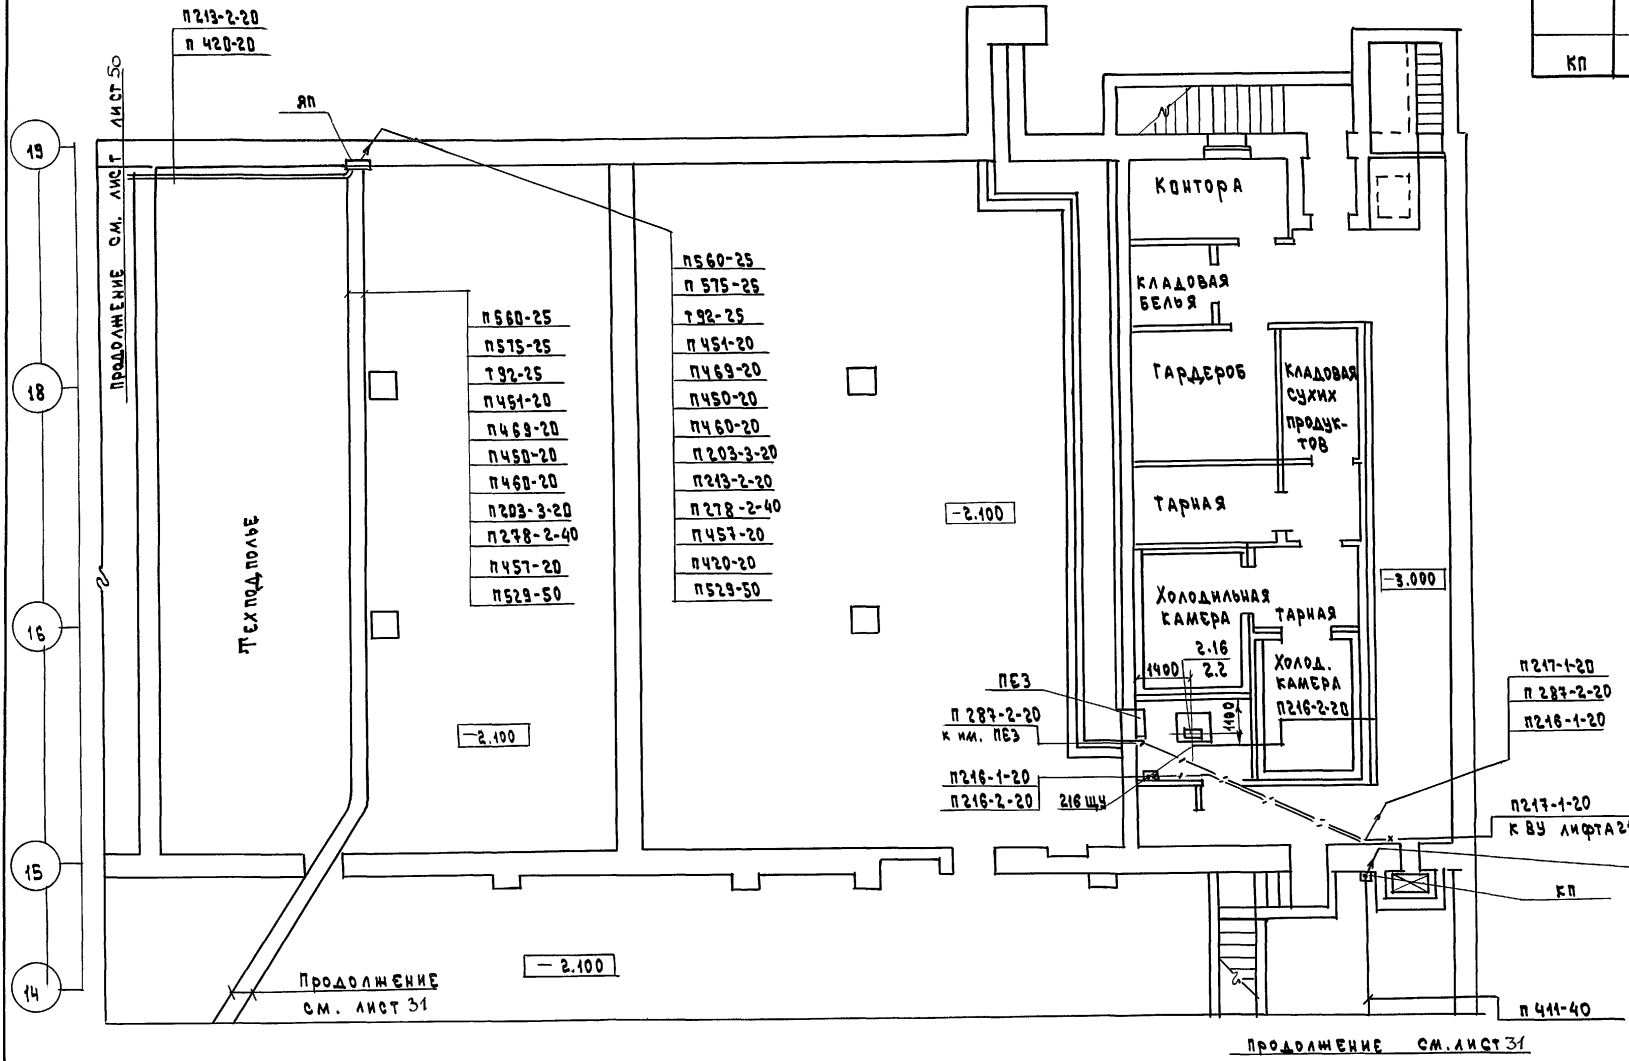 П213-2-20
П 420-20
ПРОДОЛЖЕНИЕ СМ. ЛИСТ ЛИСТ 50
ЯП
КП
19
18
16
15
14
КОНТОРА
КЛАДОВАЯ
БЕЛЬЯ
ГАРДЕРОБ
КЛАДОВАЯ
СУХИХ
ПРОДУК-
ТОВ
ТАРНАЯ
ХОЛОДИЛЬНАЯ
КАМЕРА
ТАРНАЯ
ХОЛОД.
КАМЕРА
П216-2-20
ТЕХПОДПОЛЬЕ
П560-25
П575-25
Т92-25
П451-20
П469-20
П450-20
П460-20
П203-3-20
П278-2-40
П457-20
П529-50
П560-25
П 575-25
Т92-25
П451-20
П469-20
П450-20
П460-20
П203-3-20
П213-2-20
П278-2-40
П457-20
П420-20
П529-50
-2.100
-2.100
-2.100
-3.000
2.16
2.2
1400
1100
ПЕЗ
П 287-2-20
К ИМ. ПЕЗ
П216-1-20
П216-2-20
216 ЩУ
П217-1-20
П 287-2-20
П216-1-20
П217-1-20
К ВУ ЛИФТА
КП
П 411-40
ПРОДОЛЖЕНИЕ
СМ. ЛИСТ 31
ПРОДОЛЖЕНИЕ СМ. ЛИСТ 31